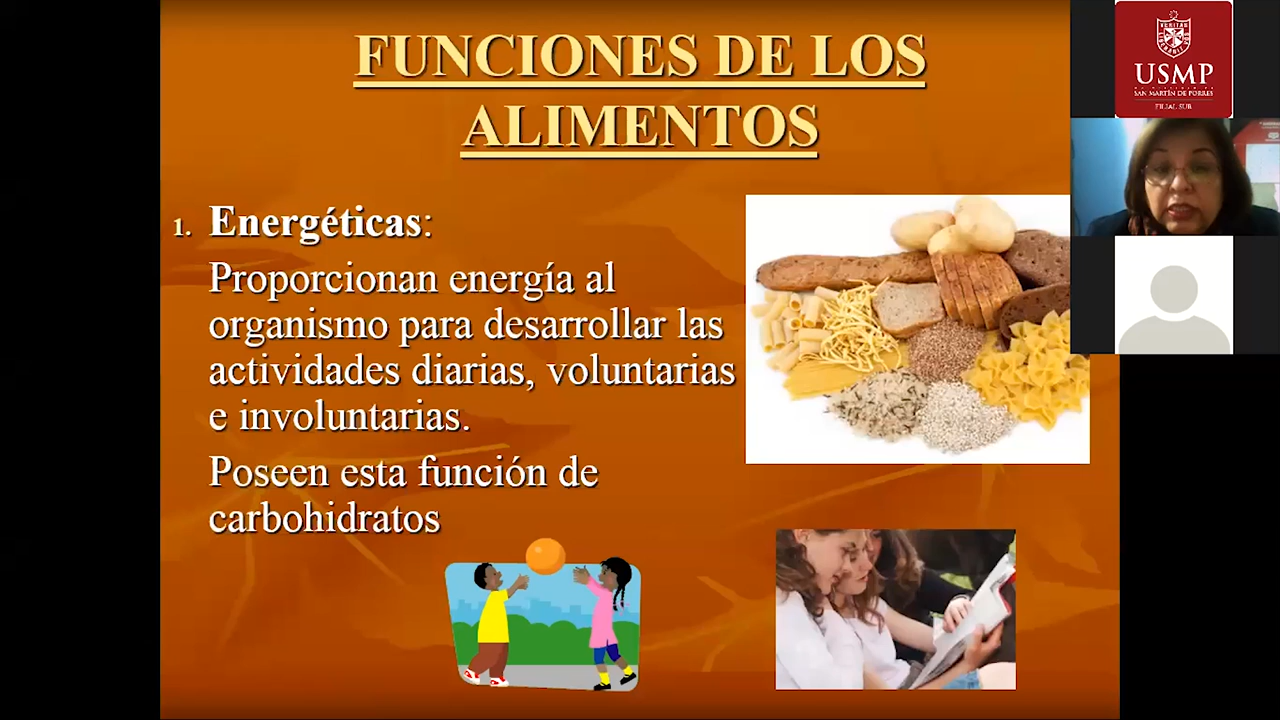 FUNCIONES DE LOS
ALIMENTOS
1. Energéticas:
Proporcionan energía al
organismo para desarrollar las
actividades diarias, voluntarias
e involuntarias.
Poseen esta función de
carbohidratos
USMP
SAN MARTÍN DE PORRES
FILIAL SUR